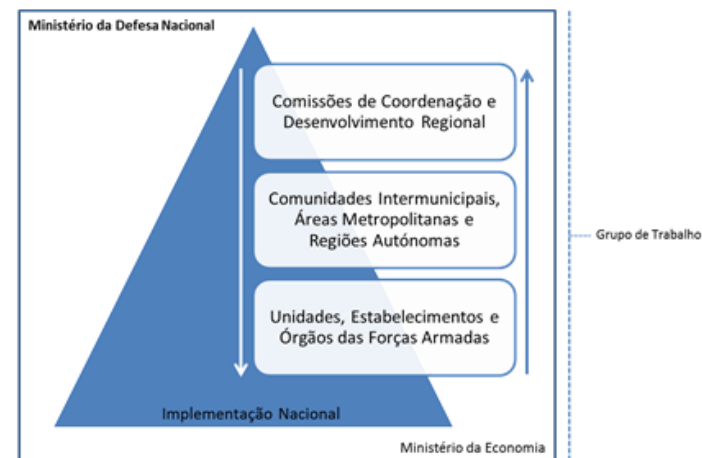 Ministério da Defesa Nacional
Comissões de Coordenação e
Desenvolvimento Regional
Comunidades Intermunicipais,
Áreas Metropolitanas e
Regiões Autónomas
Grupo de Trabalho
Unidades, Estabelecimentos e
Órgãos das Forças Armadas
Implementação Nacional
Ministério da Economia